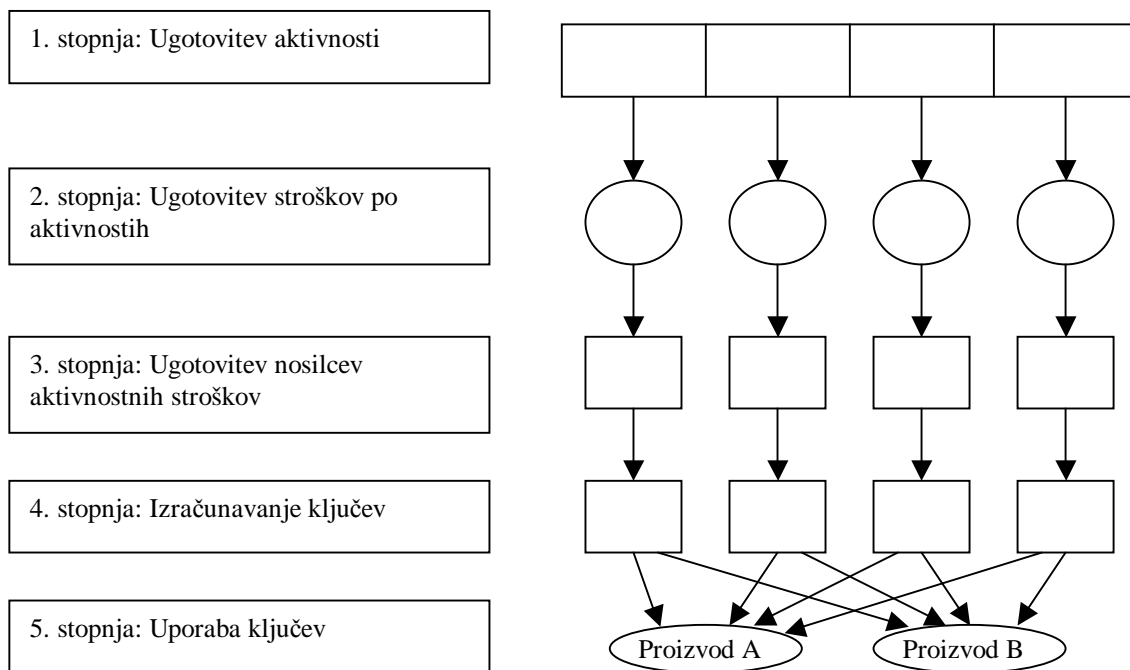 1. stopnja: Ugotovitev aktivnosti
2. stopnja: Ugotovitev stroškov po
aktivnostih
3. stopnja: Ugotovitev nosilcev
aktivnostnih stroškov
4. stopnja: Izračunavanje ključev
5. stopnja: Uporaba ključev
Proizvod A
Proizvod B